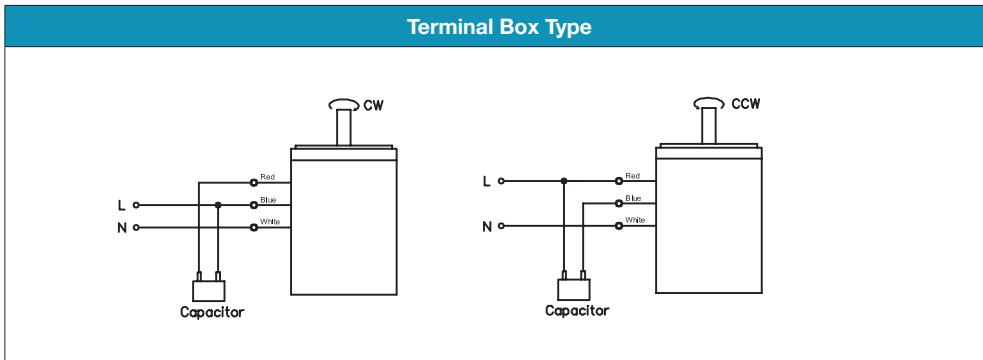 Terminal Box Type
CW
Red
Blue
White
L
N
Capacitor
CCW
Red
Blue
White
L
N
Capacitor